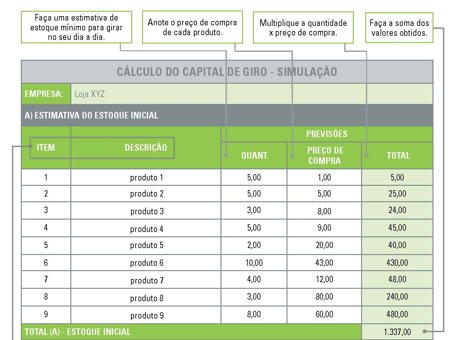 Faça uma estimativa de
estoque mínimo para girar
no seu dia a dia.
Anote o preço de compra
de cada produto.
Multiplique a quantidade
x preço de compra.
Faça a soma dos
valores obtidos.
CÁLCULO DO CAPITAL DE GIRO - SIMULAÇÃO
EMPRESA: Loja XYZ
A) ESTIMATIVA DO ESTOQUE INICIAL
PREVISÕES
ITEM DESCRIÇÃO QUANT. PREÇO DE COMPRA TOTAL
1 produto 1 5,00 1,00 5,00
2 produto 2 5,00 5,00 25,00
3 produto 3 3,00 8,00 24,00
4 produto 4 5,00 9,00 45,00
5 produto 5 2,00 20,00 40,00
6 produto 6 10,00 43,00 430,00
7 produto 7 4,00 12,00 48,00
8 produto 8 3,00 80,00 240,00
9 produto 9 8,00 60,00 480,00
TOTAL (A) - ESTOQUE INICIAL 1.337,00